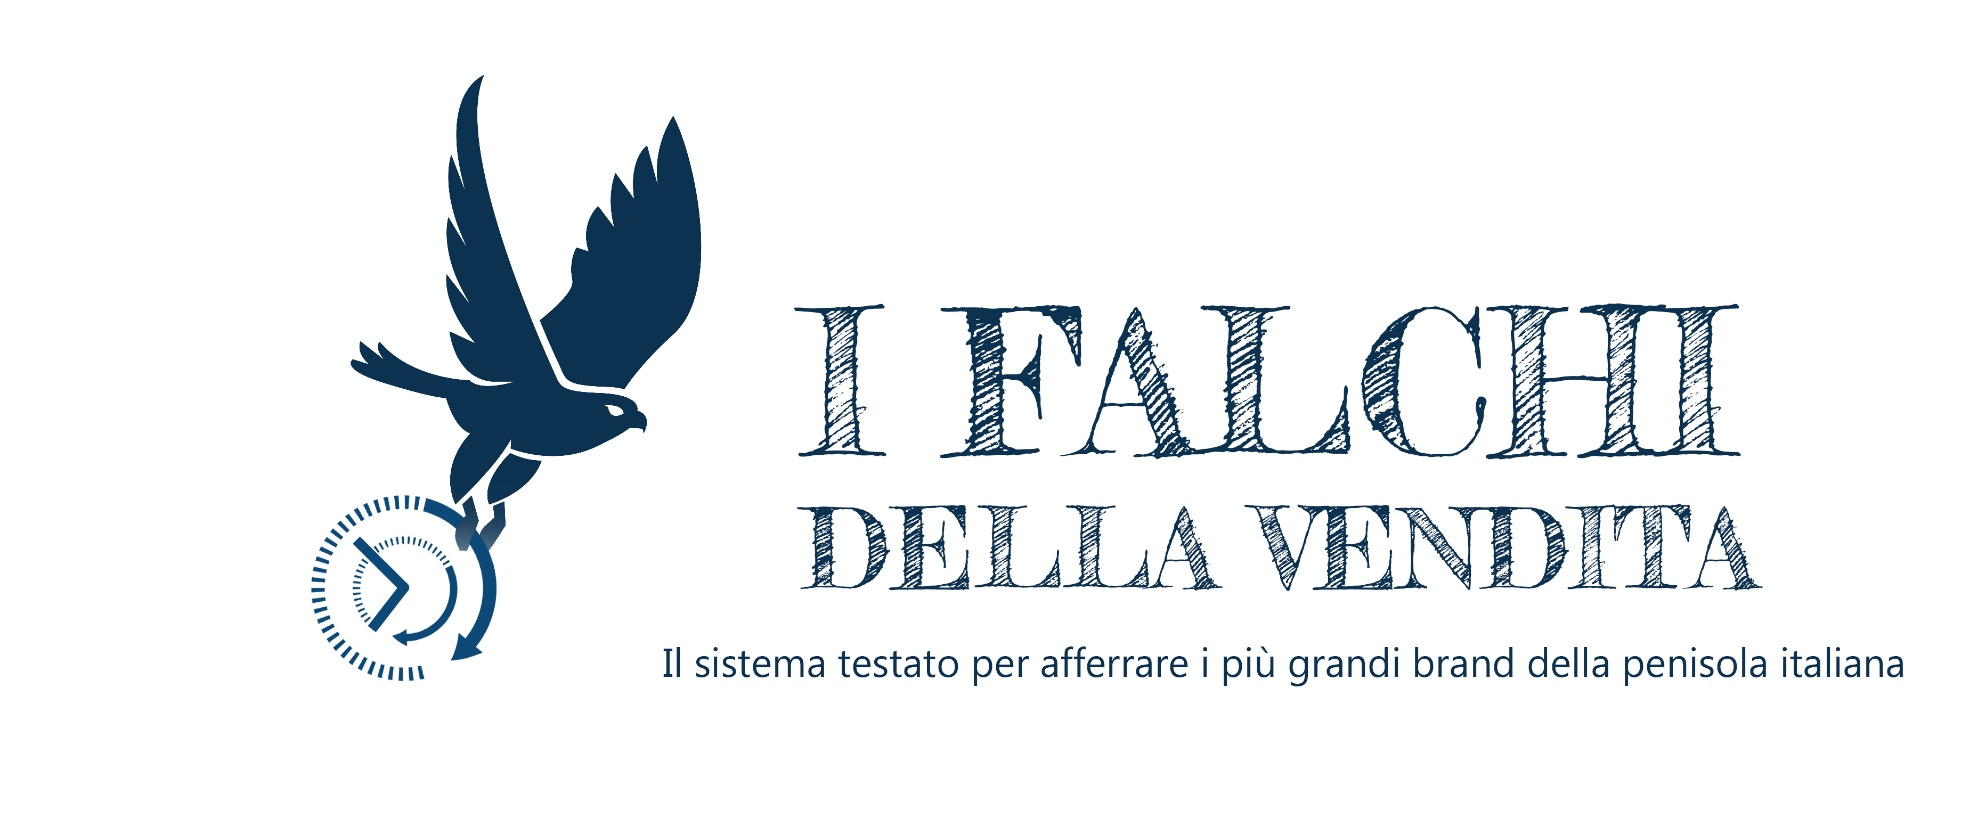 I FALCHI
DELLA VENDITA
Il sistema testato per afferrare i più grandi brand della penisola italiana